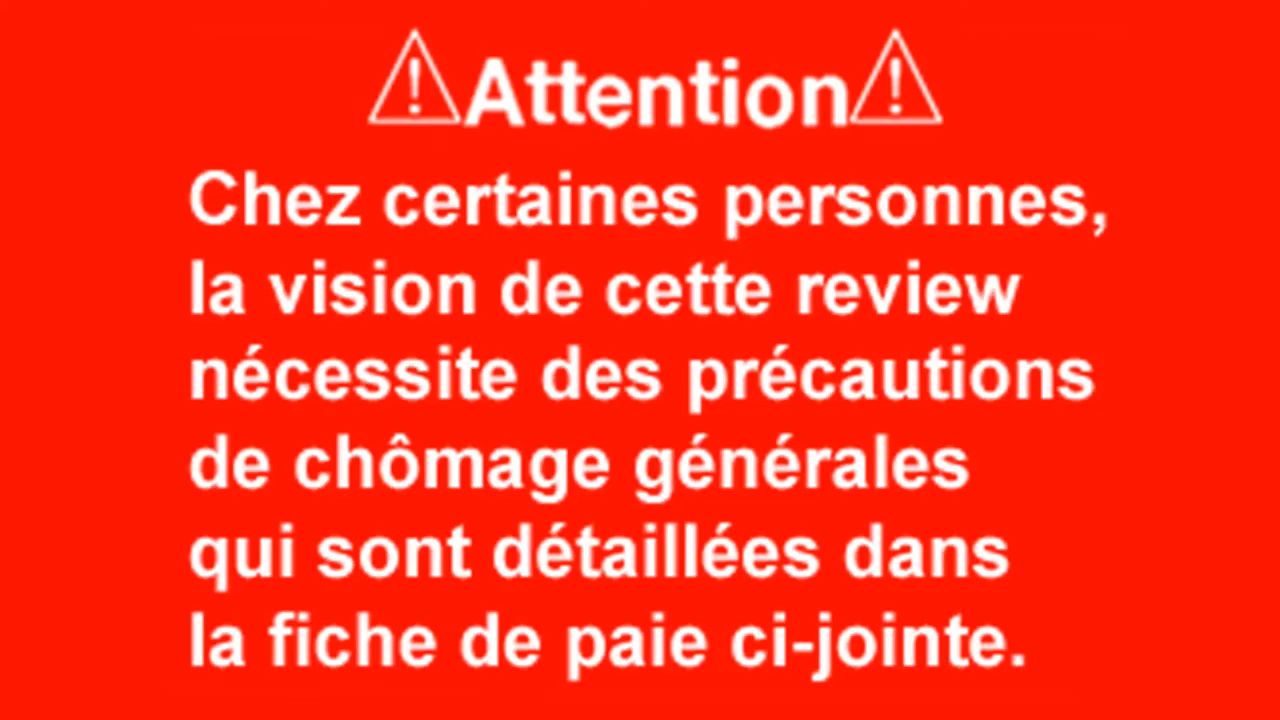 ⚠Attention⚠
Chez certaines personnes,
la vision de cette review
nécessite des précautions
de chômage générales
qui sont détaillées dans
la fiche de paie ci-jointe.